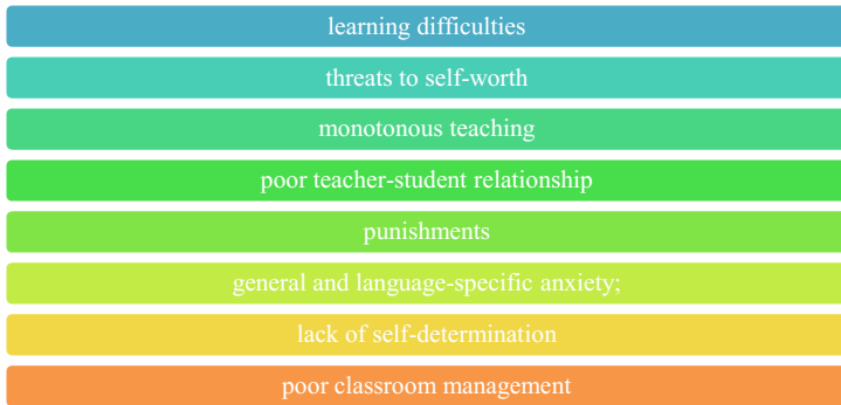 learning difficulties
threats to self-worth
monotonous teaching
poor teacher-student relationship
punishments
general and language-specific anxiety;
lack of self-determination
poor classroom management